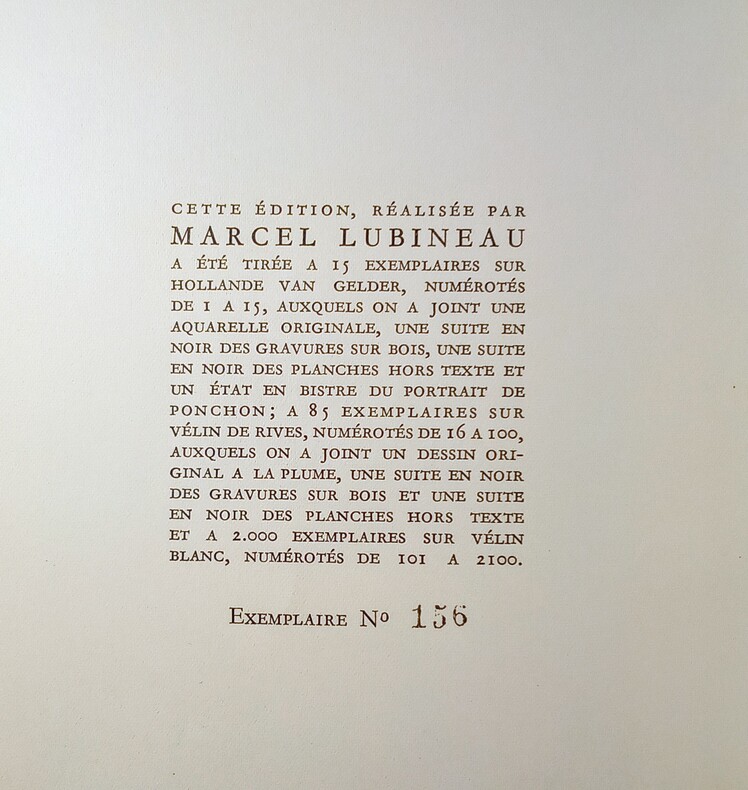 CETTE ÉDITION, RÉALISÉE PAR
MARCEL LUBINEAU
A ÉTÉ TIRÉE A 15 EXEMPLAIRES SUR
HOLLANDE VAN GELDER, NUMÉROTÉS
DE 1 A 15, AUXQUELS ON A JOINT UNE
AQUARELLE ORIGINALE, UNE SUITE EN
NOIR DES GRAVURES SUR BOIS, UNE SUITE
EN NOIR DES PLANCHES HORS TEXTE ET
UN ÉTAT EN BISTRE DU PORTRAIT DE
PONCHON; A 85 EXEMPLAIRES SUR
VÉLIN DE RIVES, NUMÉROTÉS DE 16 A 100,
AUXQUELS ON A JOINT UN DESSIN ORI-
GINAL A LA PLUME, UNE SUITE EN NOIR
DES GRAVURES SUR BOIS ET UNE SUITE
EN NOIR DES PLANCHES HORS TEXTE
ET A 2.000 EXEMPLAIRES SUR VÉLIN
BLANC, NUMÉROTÉS DE 101 A 2100.
EXEMPLAIRE Nº 156